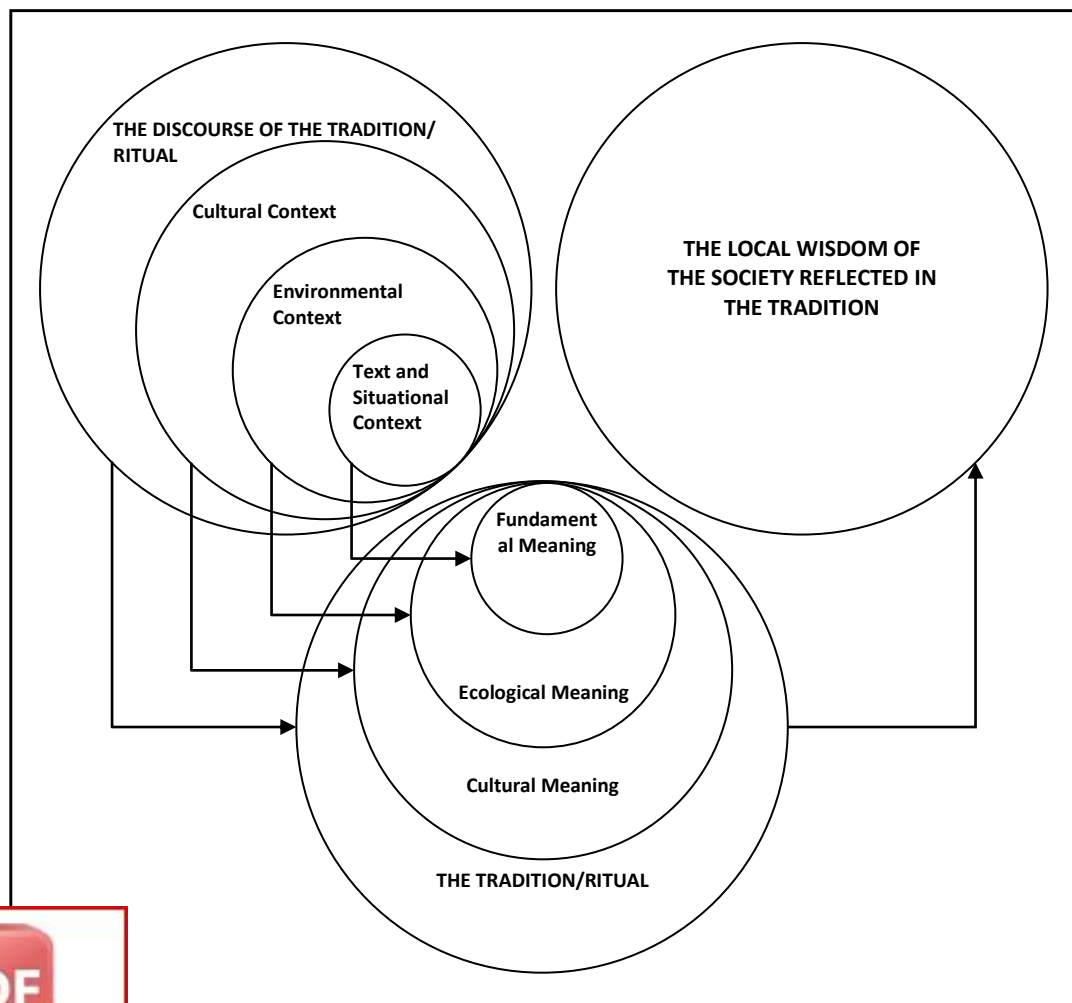 THE DISCOURSE OF THE TRADITION/
RITUAL
Cultural Context
Environmental
Context
Text and
Situational
Context
THE LOCAL WISDOM OF
THE SOCIETY REFLECTED IN
THE TRADITION
Fundament
al Meaning
Ecological Meaning
Cultural Meaning
THE TRADITION/RITUAL